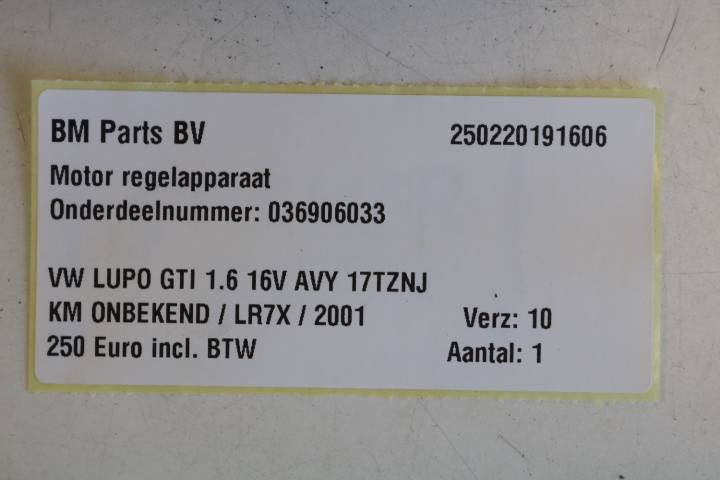 BM Parts BV 250220191606
Motor regelapparaat
Onderdeelnummer: 036906033
VW LUPO GTI 1.6 16V AVY 17TZNJ
KM ONBEKEND / LR7X / 2001 Verz: 10
250 Euro incl. BTW Aantal: 1